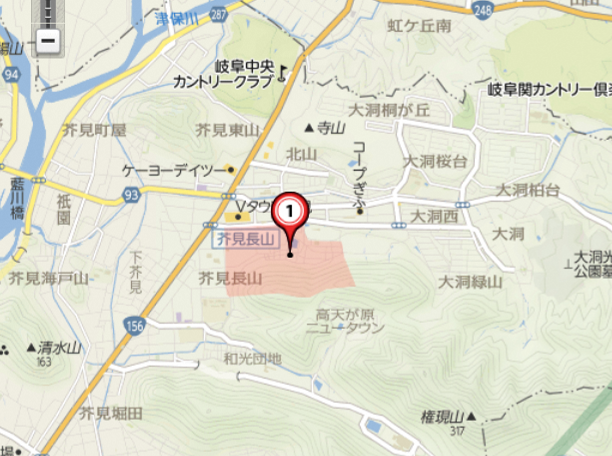 287
津保川
248
虹ケ丘南
岐阜中央
カントリークラブ
94
岐阜関カントリー倶楽
大洞桐が丘
芥見町屋
芥見東山
寺山
北山
コープぎふ
大洞桜台
ケーヨーデイツー
93
藍川橋
祇園
大洞柏台
Vタウ
1
大洞西
大洞
芥見長山
下芥見
芥見海戸山
芥見長山
大洞緑山
大洞光
公園墓
高天が原
ニュータウン
156
清水山
163
和光団地
芥見堀田
権現山
317
場